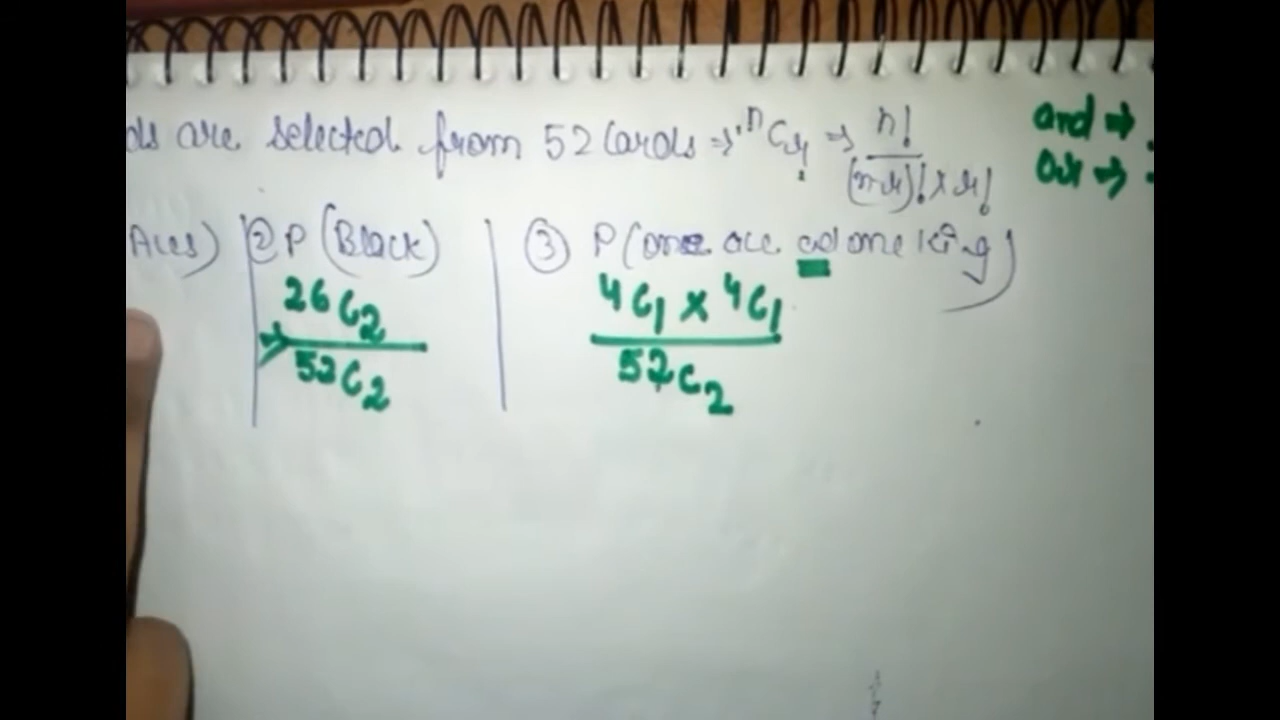 ds are selected from 52 Cards ⇒ ⁿCᵣ ⇒ n! / (n-r)! × r!
and ⇒
Or ⇒
Aces) ② P (Black) ③ P (one ace ad one king)
26C2 / 52C2
4C1 × 4C1 / 52C2